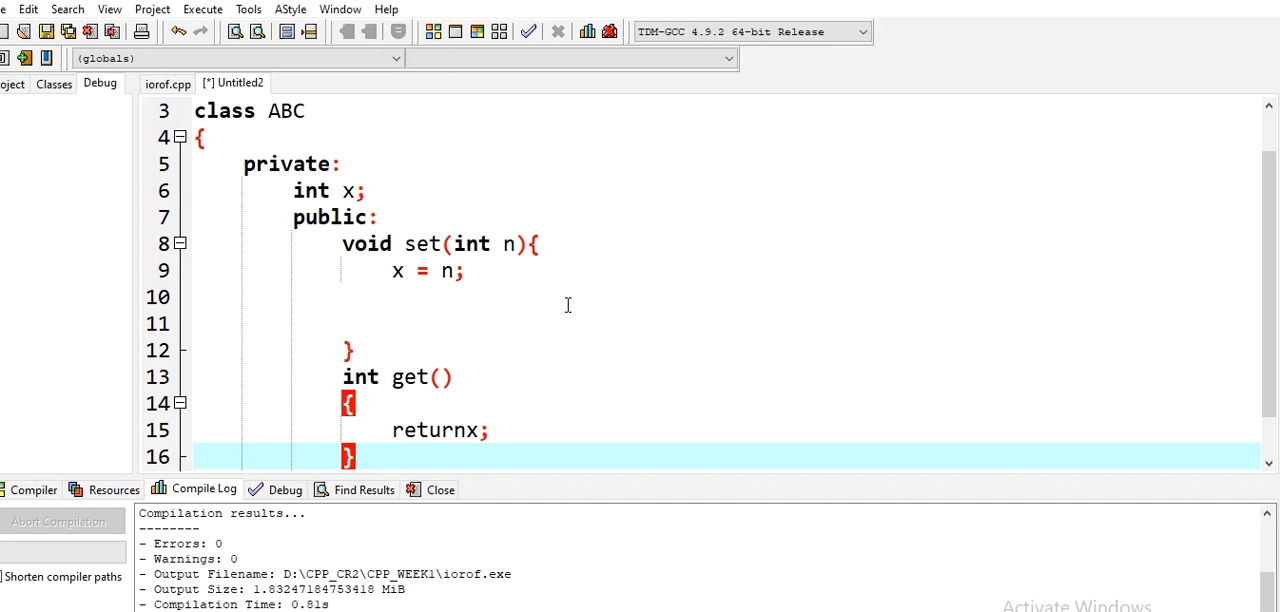 Edit Search View Project Execute Tools AStyle Window Help
TDM-GCC 4.9.2 64-bit Release
(globals)
oject Classes Debug iorof.cpp [*] Untitled2
3 class ABC
4 {
5 private:
6 int x;
7 public:
8 void set(int n){
9 x = n;
10
11
12 }
13 int get()
14 {
15 returnx;
16 }
Compiler Resources Compile Log Debug Find Results Close
Abort Compilation
Shorten compiler paths
Compilation results...
--------
- Errors: 0
- Warnings: 0
- Output Filename: D:\CPP_CR2\CPP_WEEK1\iorof.exe
- Output Size: 1.83247184753418 MiB
- Compilation Time: 0.81s
Activate Windows